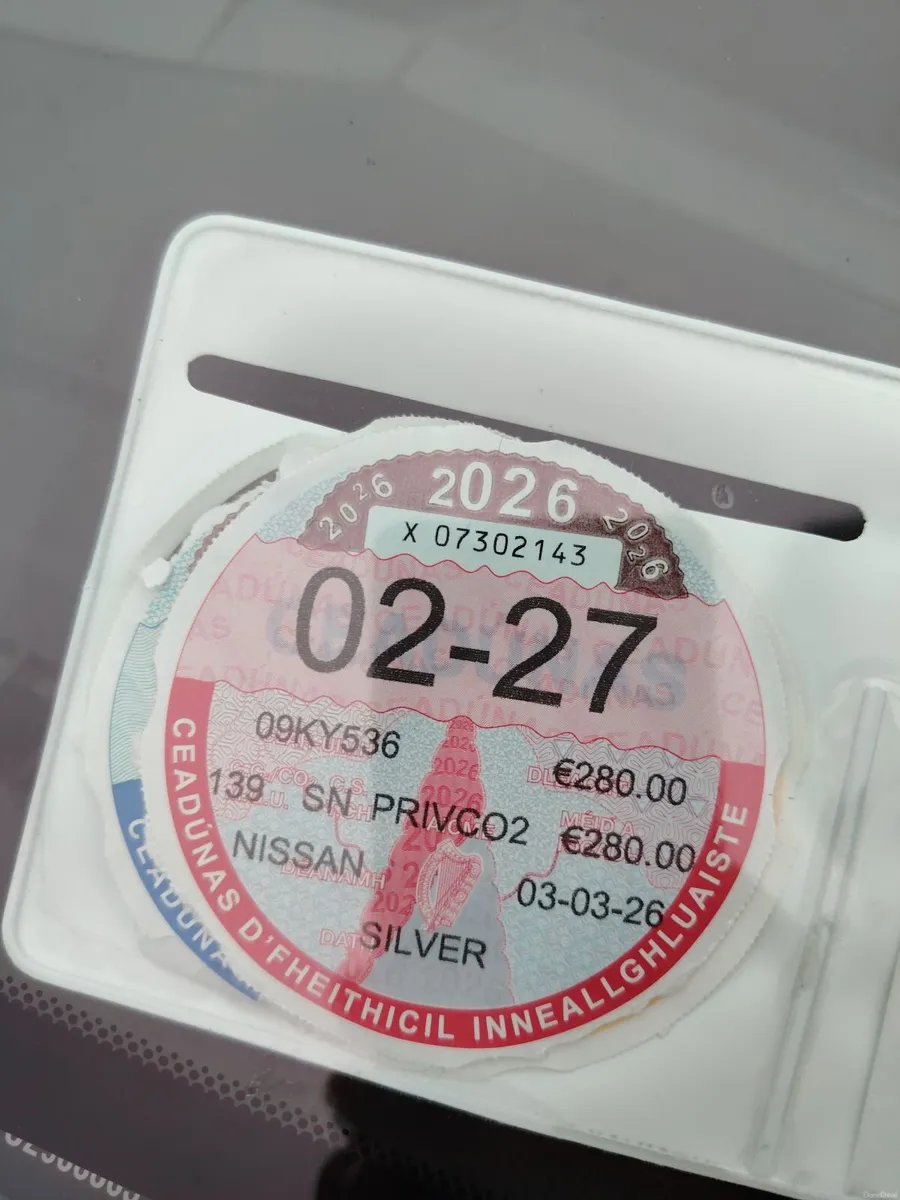 2026 2026 2026
X 07302143
02-27
09KY536
€280.00
139 SN PRIVCO2 €280.00
NISSAN
03-03-26
SILVER
CEADÚNAS D'FHEITHICIL INNEALLGHLUAISTE
CEADÚNA